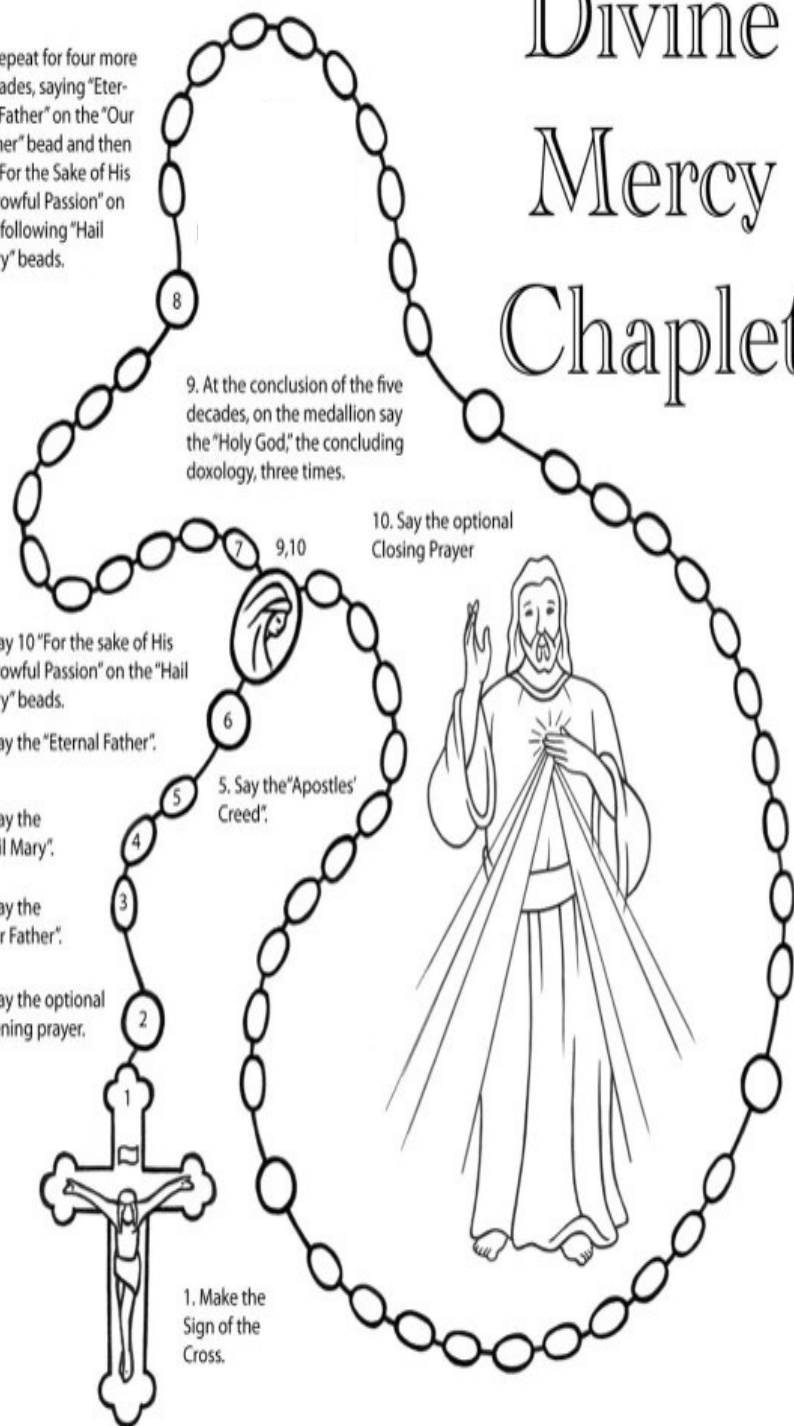 Divine
Mercy
Chaplet
epeat for four more
ades, saying “Eter-
Father” on the “Our
her” bead and then
For the Sake of His
owful Passion” on
following “Hail
y” beads.
8
9. At the conclusion of the five
decades, on the medallion say
the “Holy God,” the concluding
doxology, three times.
10. Say the optional
Closing Prayer
7
9,10
ay 10 “For the sake of His
owful Passion” on the “Hail
y” beads.
6
ay the “Eternal Father”.
5
5. Say the “Apostles’
Creed”.
4
ay the
il Mary”.
3
ay the
r Father”.
2
ay the optional
ning prayer.
1
1. Make the
Sign of the
Cross.